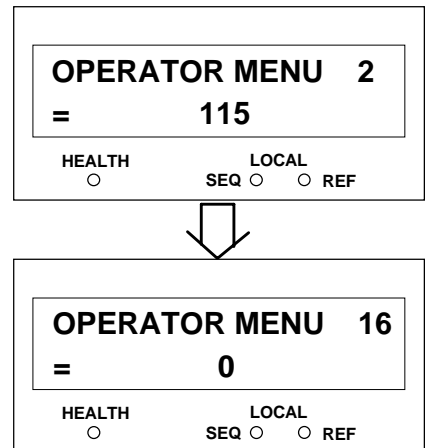 OPERATOR MENU 2
= 115
HEALTH LOCAL
SEQ REF
OPERATOR MENU 16
= 0
HEALTH LOCAL
SEQ REF